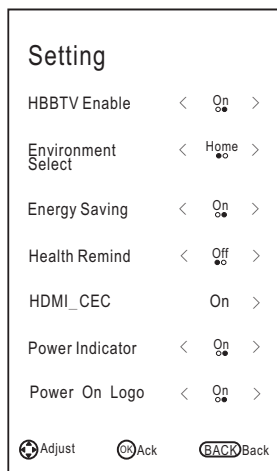 Setting
HBBTV Enable < On >
Environment
Select < Home >
Energy Saving < On >
Health Remind < Off >
HDMI_CEC On >
Power Indicator < On >
Power On Logo < On >
Adjust OK Ack BACK Back